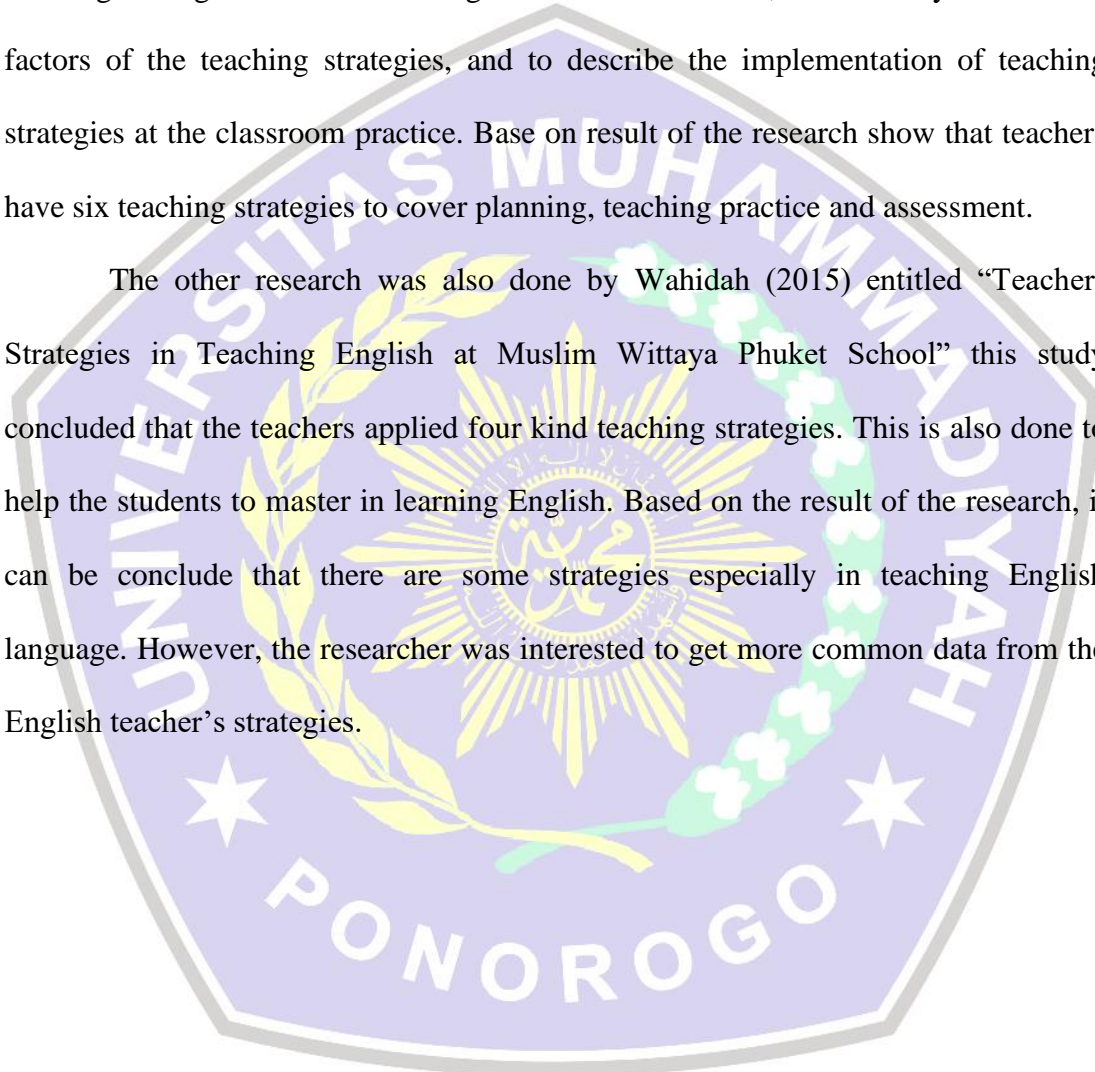 factors of the teaching strategies, and to describe the implementation of teaching
strategies at the classroom practice. Base on result of the research show that teacher
have six teaching strategies to cover planning, teaching practice and assessment.
The other research was also done by Wahidah (2015) entitled “Teacher
Strategies in Teaching English at Muslim Wittaya Phuket School” this study
concluded that the teachers applied four kind teaching strategies. This is also done to
help the students to master in learning English. Based on the result of the research, i
can be conclude that there are some strategies especially in teaching English
language. However, the researcher was interested to get more common data from the
English teacher’s strategies.
UNIVERSITAS MUHAMMADIYAH
PONOROGO